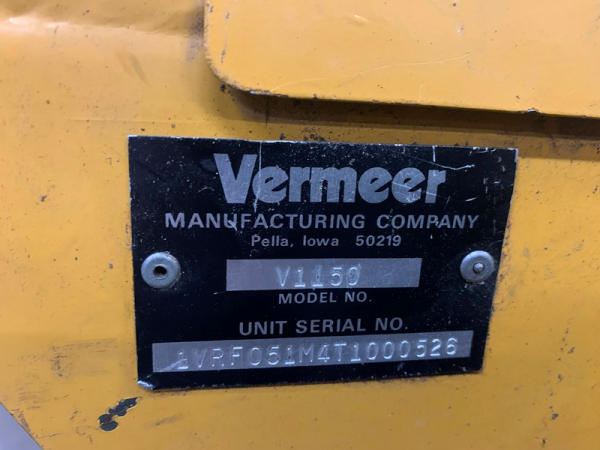 Vermeer
MANUFACTURING COMPANY
Pella, Iowa 50219
V1150
MODEL NO.
UNIT SERIAL NO.
1VRF051M4T1000526